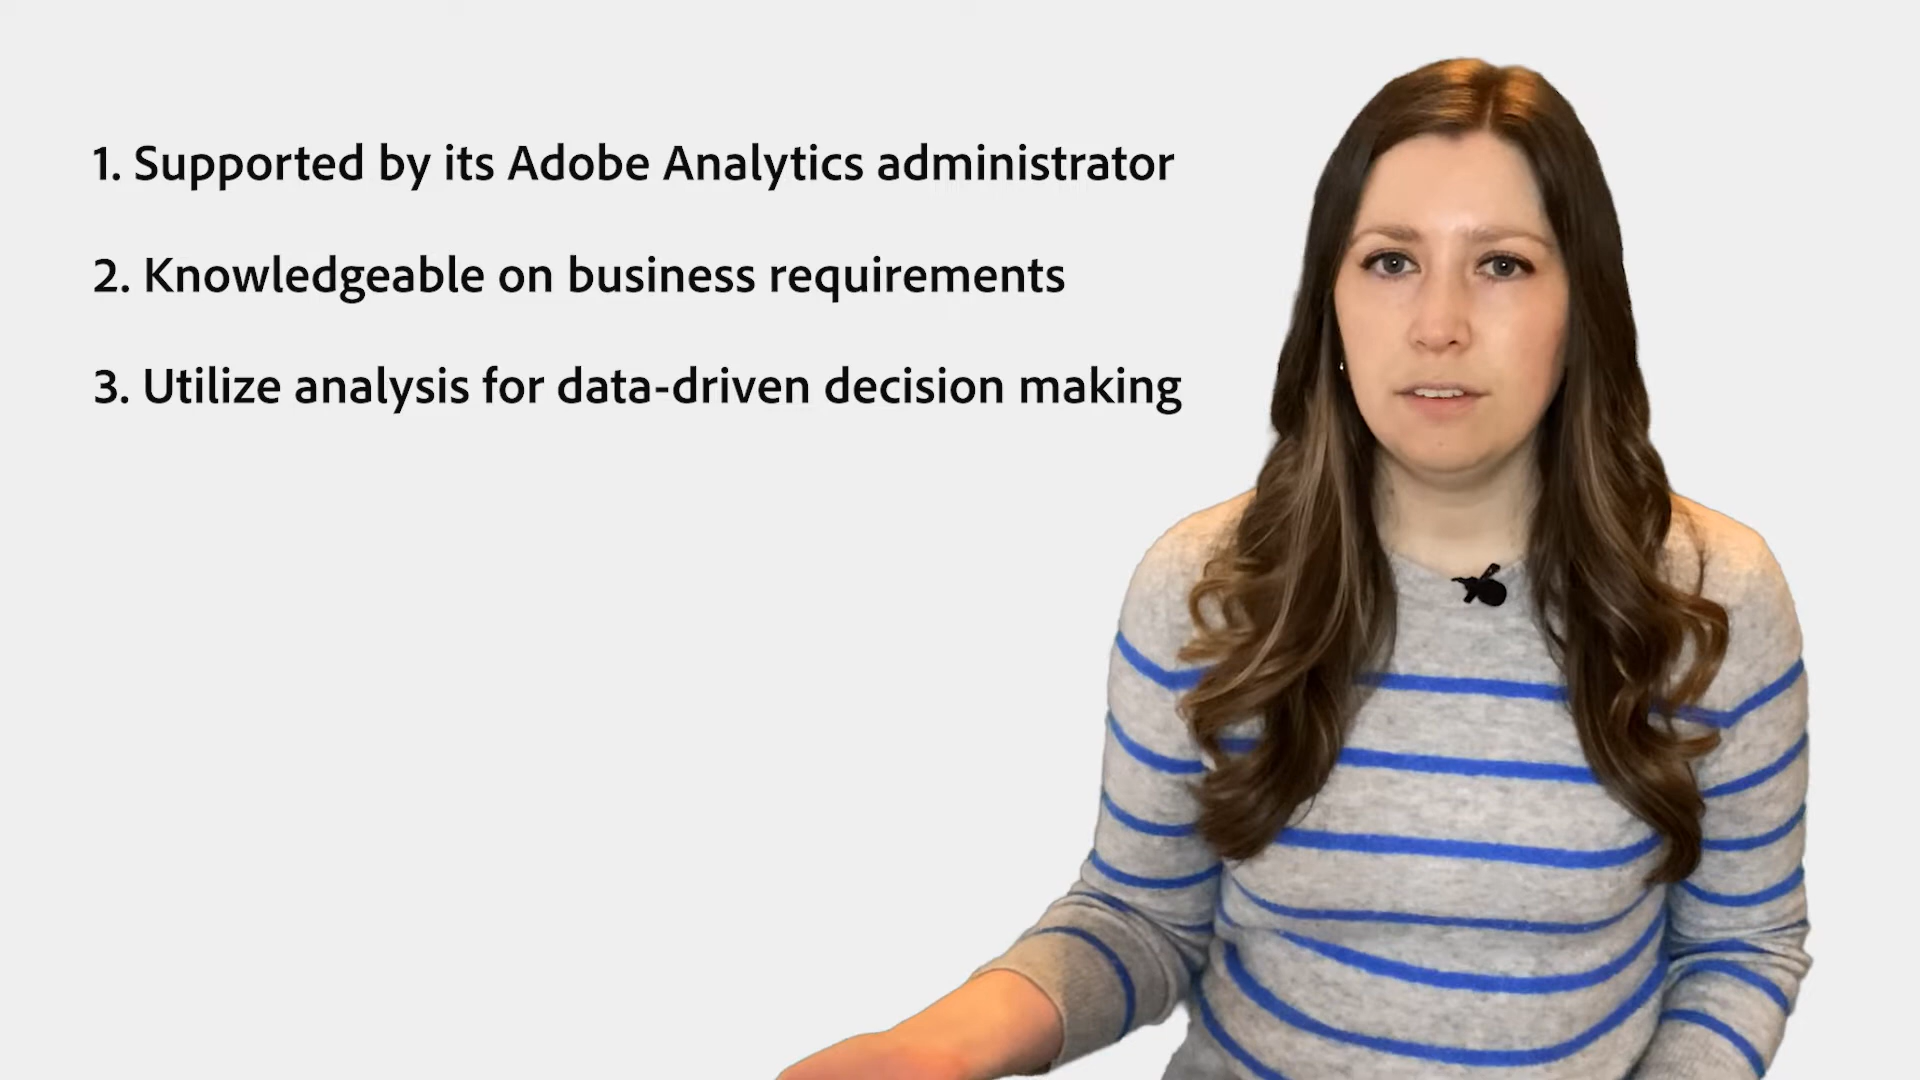 1. Supported by its Adobe Analytics administrator
2. Knowledgeable on business requirements
3. Utilize analysis for data-driven decision making